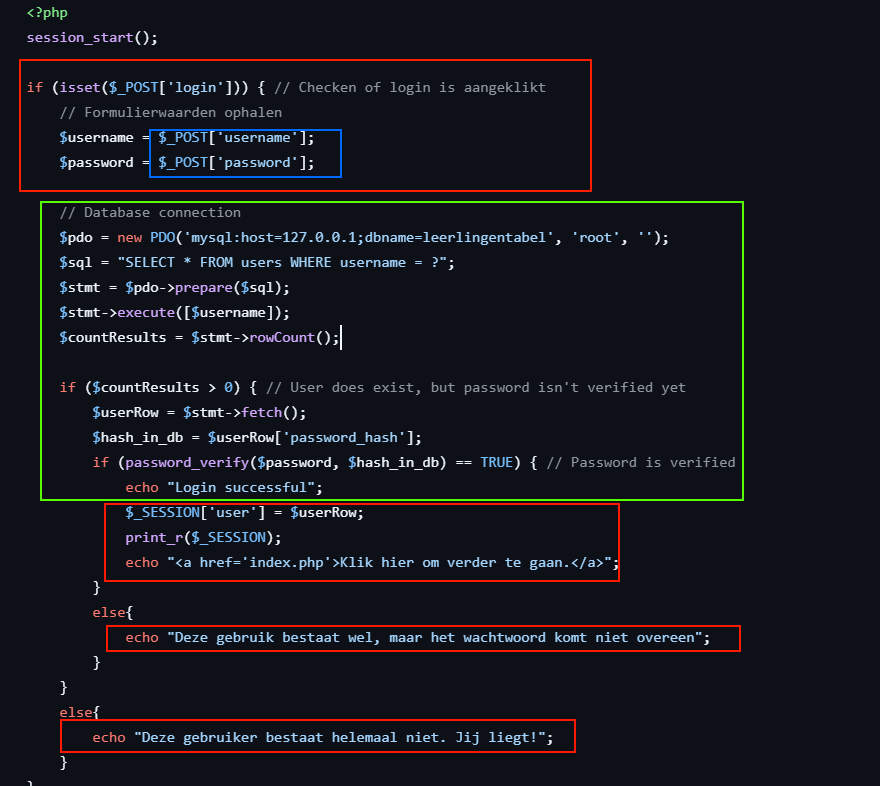 <?php
session_start();
if (isset($_POST['login'])) { // Checken of login is aangeklikt
// Formulierwaarden ophalen
$username = $_POST['username'];
$password = $_POST['password'];
// Database connection
$pdo = new PDO('mysql:host=127.0.0.1;dbname=leerlingentabel', 'root', '');
$sql = "SELECT * FROM users WHERE username = ?";
$stmt = $pdo->prepare($sql);
$stmt->execute([$username]);
$countResults = $stmt->rowCount();
if ($countResults > 0) { // User does exist, but password isn't verified yet
$userRow = $stmt->fetch();
$hash_in_db = $userRow['password_hash'];
if (password_verify($password, $hash_in_db) == TRUE) { // Password is verified
echo "Login successful";
$_SESSION['user'] = $userRow;
print_r($_SESSION);
echo "<a href='index.php'>Klik hier om verder te gaan.</a>";
}
else{
echo "Deze gebruik bestaat wel, maar het wachtwoord komt niet overeen";
}
}
else{
echo "Deze gebruiker bestaat helemaal niet. Jij liegt!";
}